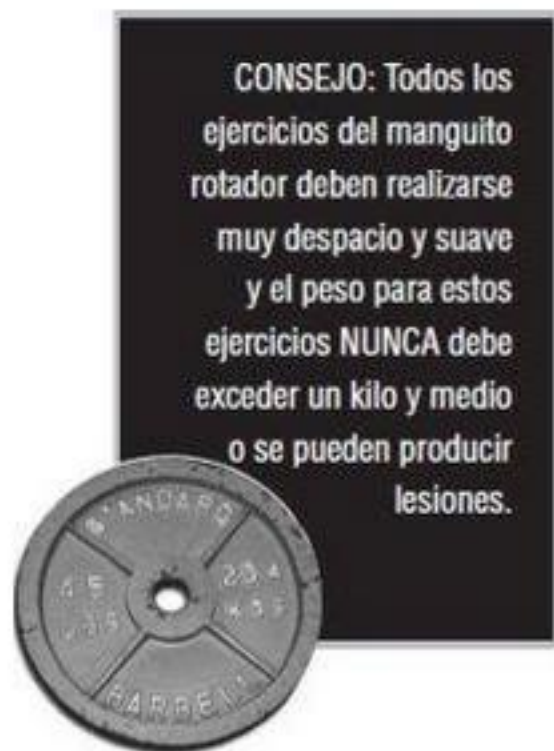 CONSEJO: Todos los
ejercicios del manguito
rotador deben realizarse
muy despacio y suave
y el peso para estos
ejercicios NUNCA debe
exceder un kilo y medio
o se pueden producir
lesiones.
STANDARD
BARBELL